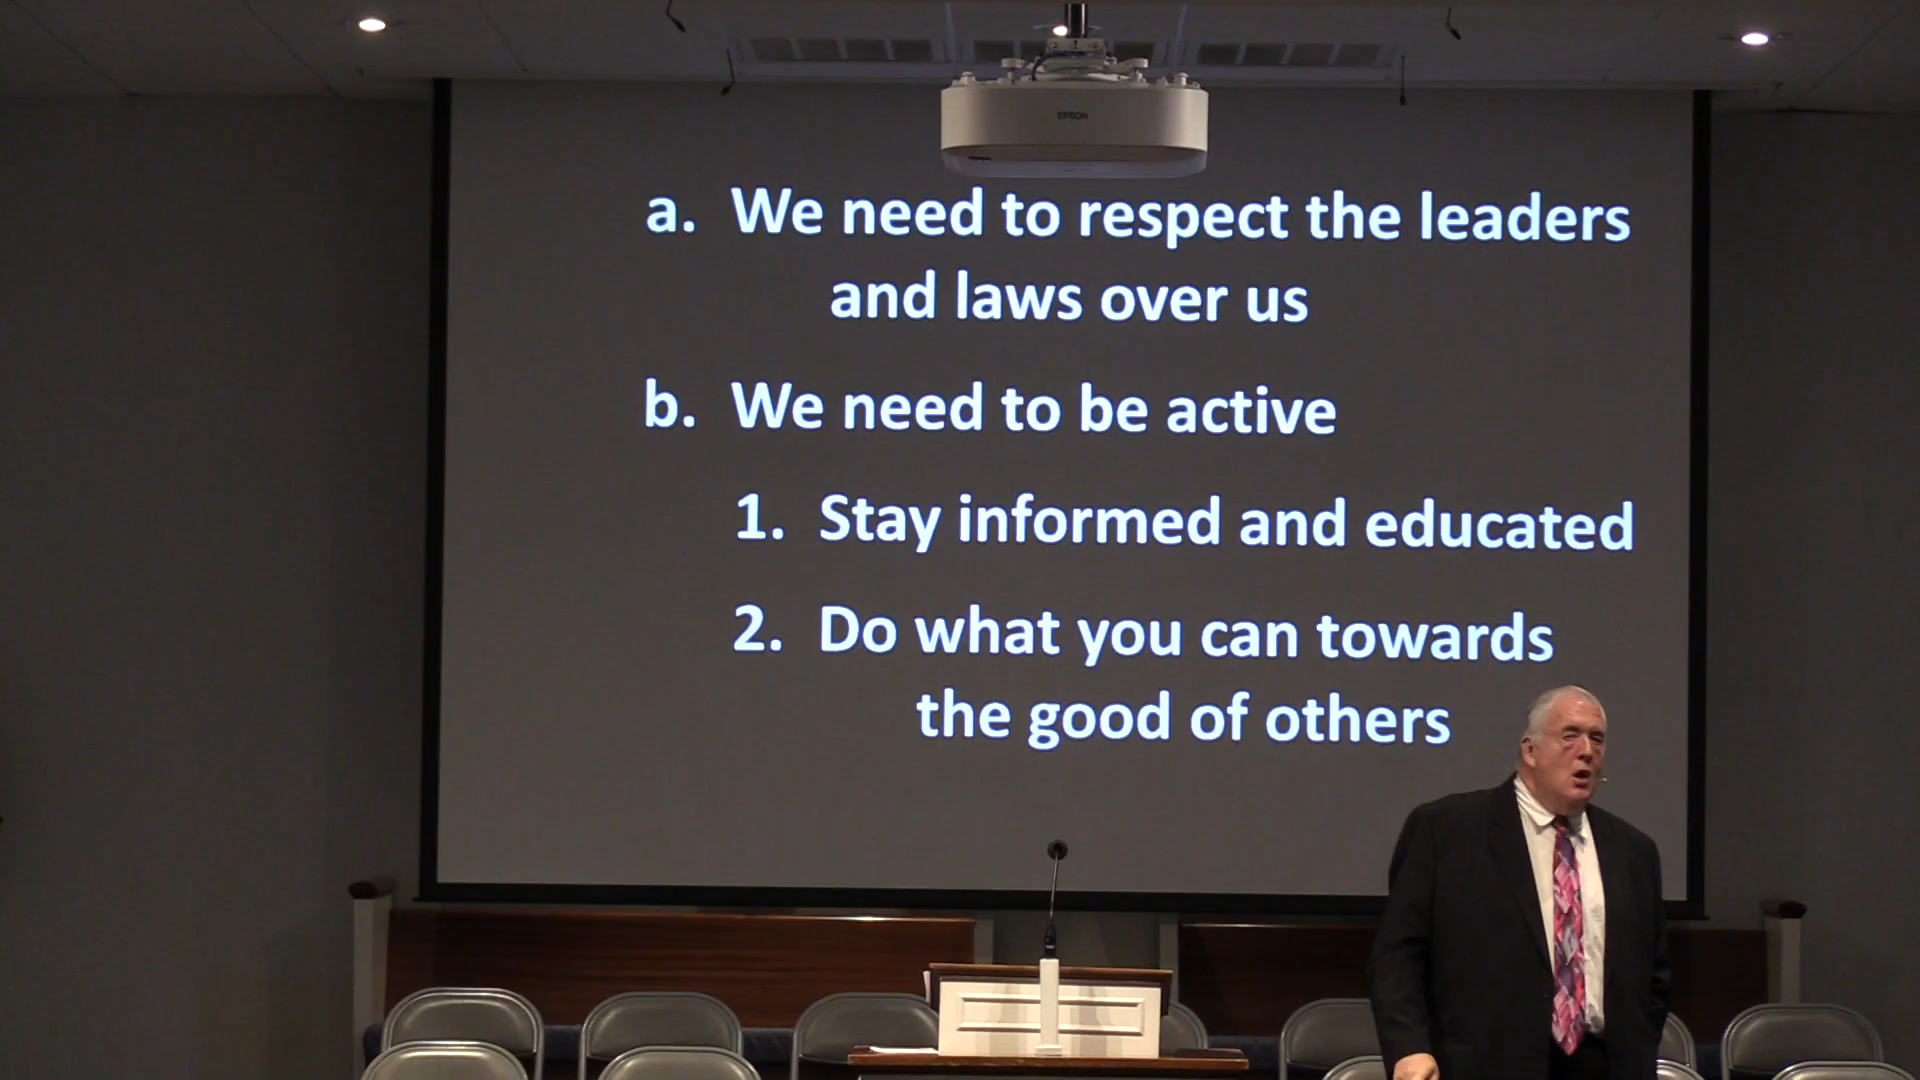 EPSON
a. We need to respect the leaders
and laws over us
b. We need to be active
1. Stay informed and educated
2. Do what you can towards
the good of others